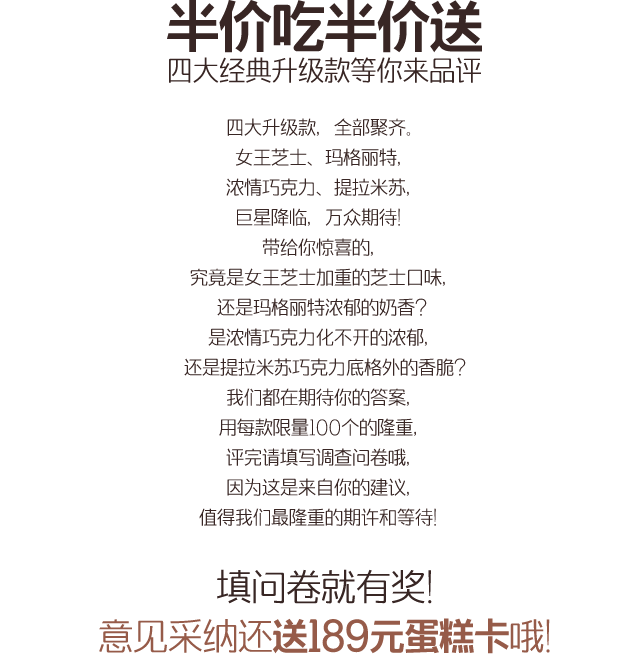 半价吃半价送
四大经典升级款等你来品评
四大升级款，全部聚齐。
女王芝士、玛格丽特，
浓情巧克力、提拉米苏，
巨星降临，万众期待！
带给你惊喜的，
究竟是女王芝士加重的芝士口味，
还是玛格丽特浓郁的奶香？
是浓情巧克力化不开的浓郁，
还是提拉米苏巧克力底格外的香脆？
我们都在期待你的答案，
用每款限量100个的隆重，
评完请填写调查问卷哦，
因为这是来自你的建议，
值得我们最隆重的期许和等待！
填问卷就有奖！
意见采纳还送189元蛋糕卡哦！